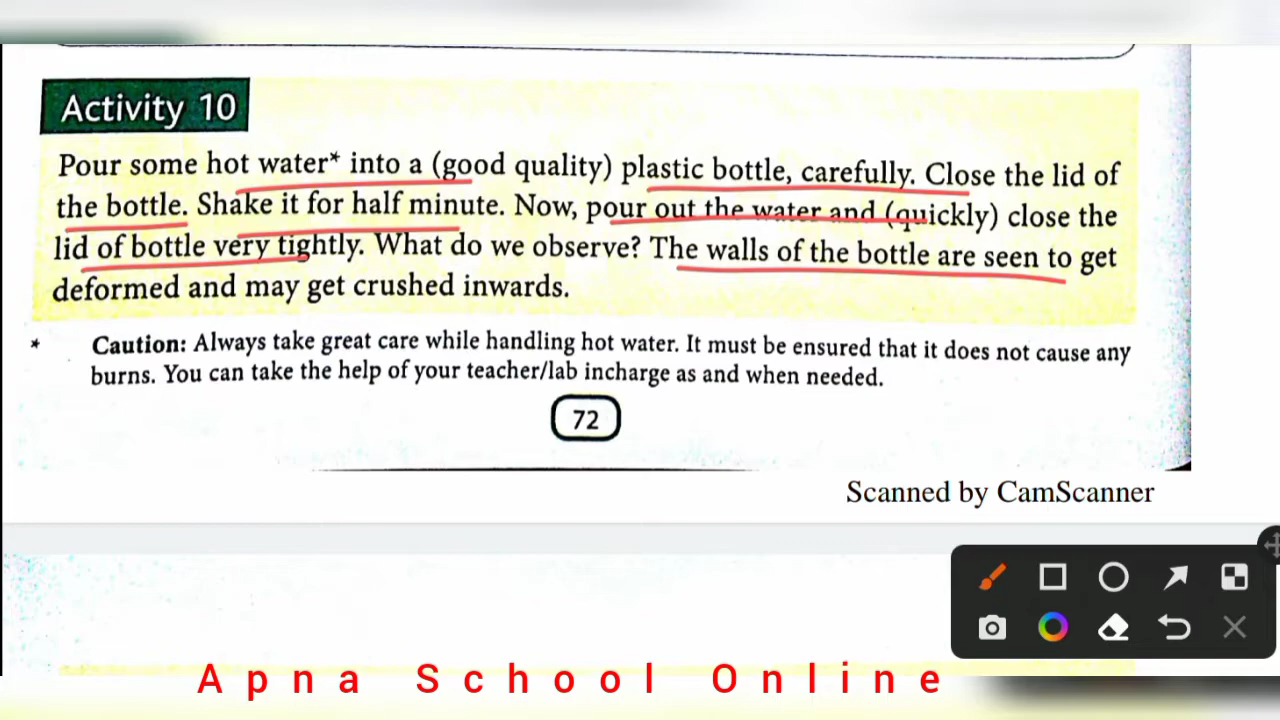 Activity 10
Pour some hot water* into a (good quality) plastic bottle, carefully. Close the lid of
the bottle. Shake it for half minute. Now, pour out the water and (quickly) close the
lid of bottle very tightly. What do we observe? The walls of the bottle are seen to get
deformed and may get crushed inwards.
* Caution: Always take great care while handling hot water. It must be ensured that it does not cause any
burns. You can take the help of your teacher/lab incharge as and when needed.
72
Scanned by CamScanner
Apna School Online